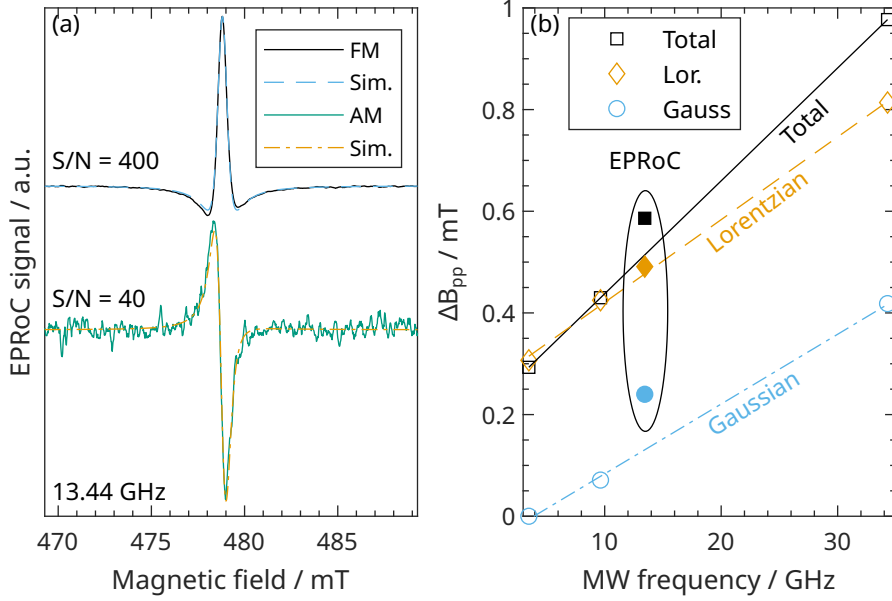 (a)
FM
Sim.
AM
Sim.
S/N = 400
S/N = 40
13.44 GHz
EPRoC signal / a.u.
470 475 480 485
Magnetic field / mT
(b)
Total
Lor.
Gauss
EPRoC
Total
Lorentzian
Gaussian
1
0.8
0.6
0.4
0.2
0
ΔBpp / mT
10 20 30
MW frequency / GHz